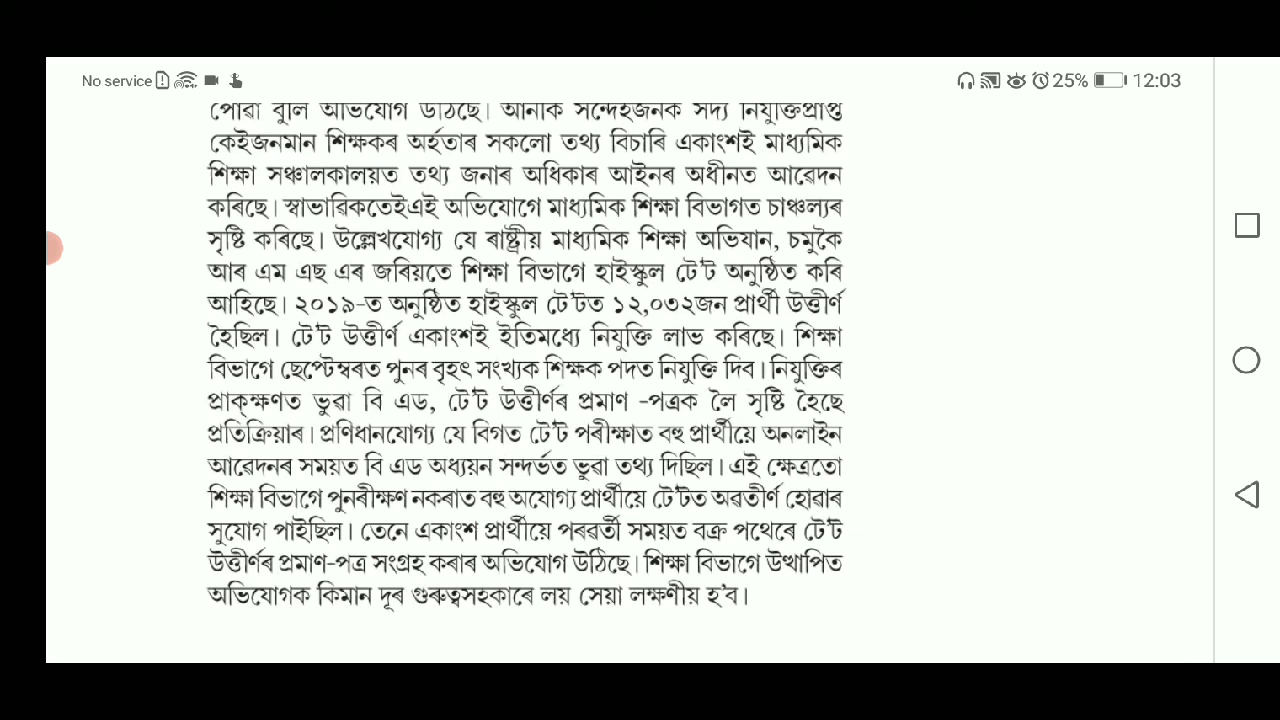 No service 25% 12:03
পোৱা বুলি অভিযোগ উঠিছে। আনকি সন্দেহজনক সদ্য নিযুক্তিপ্ৰাপ্ত
কেইজনমান শিক্ষকৰ অৰ্হতাৰ সকলো তথ্য বিচাৰি একাংশই মাধ্যমিক
শিক্ষা সঞ্চালকালয়ত তথ্য জনাৰ অধিকাৰ আইনৰ অধীনত আৱেদন
কৰিছে। স্বাভাৱিকতেইএই অভিযোগে মাধ্যমিক শিক্ষা বিভাগত চাঞ্চল্যৰ
সৃষ্টি কৰিছে। উল্লেখযোগ্য যে ৰাষ্ট্ৰীয় মাধ্যমিক শিক্ষা অভিযান, চমুকৈ
আৰ এম এছ এৰ জৰিয়তে শিক্ষা বিভাগে হাইস্কুল টে'ট অনুষ্ঠিত কৰি
আহিছে। ২০১৯-ত অনুষ্ঠিত হাইস্কুল টে'টত ১২,০৩২জন প্ৰাৰ্থী উত্তীৰ্ণ
হৈছিল। টে'ট উত্তীৰ্ণ একাংশই ইতিমধ্যে নিযুক্তি লাভ কৰিছে। শিক্ষা
বিভাগে ছেপ্টেম্বৰত পুনৰ বৃহৎ সংখ্যক শিক্ষক পদত নিযুক্তি দিব। নিযুক্তিৰ
প্ৰাক্‌ক্ষণত ভুৱা বি এড, টে'ট উত্তীৰ্ণৰ প্ৰমাণ -পত্ৰক লৈ সৃষ্টি হৈছে
প্ৰতিক্ৰিয়াৰ। প্ৰণিধানযোগ্য যে বিগত টে'ট পৰীক্ষাত বহু প্ৰাৰ্থীয়ে অনলাইন
আৱেদনৰ সময়ত বি এড অধ্যয়ন সন্দৰ্ভত ভুৱা তথ্য দিছিল। এই ক্ষেত্ৰতো
শিক্ষা বিভাগে পুনৰীক্ষণ নকৰাত বহু অযোগ্য প্ৰাৰ্থীয়ে টে'টত অৱতীৰ্ণ হোৱাৰ
সুযোগ পাইছিল। তেনে একাংশ প্ৰাৰ্থীয়ে পৰৱৰ্তী সময়ত বক্ৰ পথেৰে টে'ট
উত্তীৰ্ণৰ প্ৰমাণ-পত্ৰ সংগ্ৰহ কৰাৰ অভিযোগ উঠিছে। শিক্ষা বিভাগে উত্থাপিত
অভিযোগক কিমান দূৰ গুৰুত্বসহকাৰে লয় সেয়া লক্ষণীয় হ'ব।